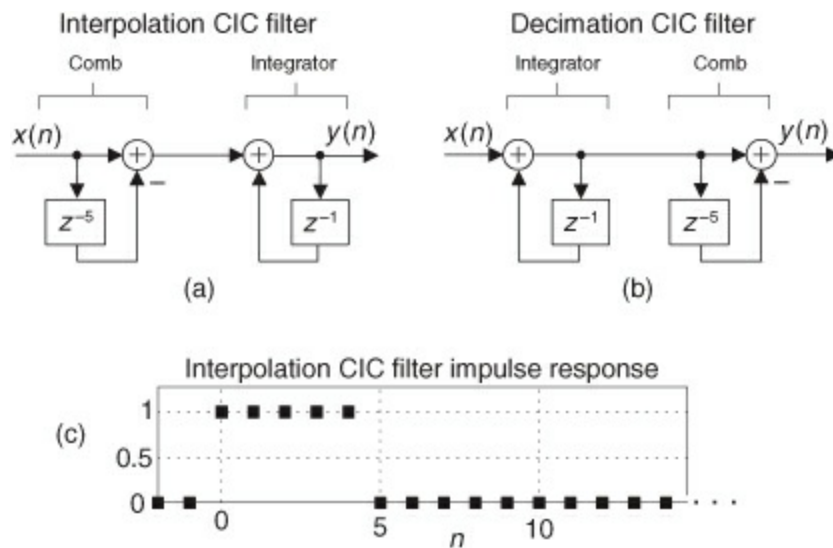 Interpolation CIC filter
Decimation CIC filter
Comb
Integrator
Integrator
Comb
x(n)
y(n)
x(n)
y(n)
+
+
+
+
−
−
z⁻⁵
z⁻¹
z⁻¹
z⁻⁵
(a)
(b)
Interpolation CIC filter impulse response
(c)
1
0.5
0
0
5
10
n
. . .